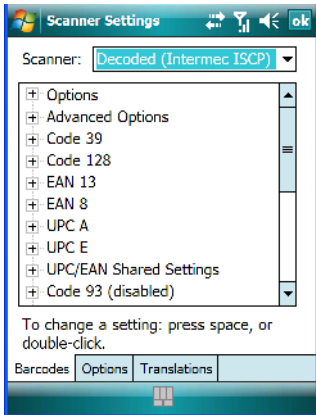 Scanner Settings ok
Scanner: Decoded (Intermec ISCP)
Options
Advanced Options
Code 39
Code 128
EAN 13
EAN 8
UPC A
UPC E
UPC/EAN Shared Settings
Code 93 (disabled)
To change a setting: press space, or
double-click.
Barcodes Options Translations